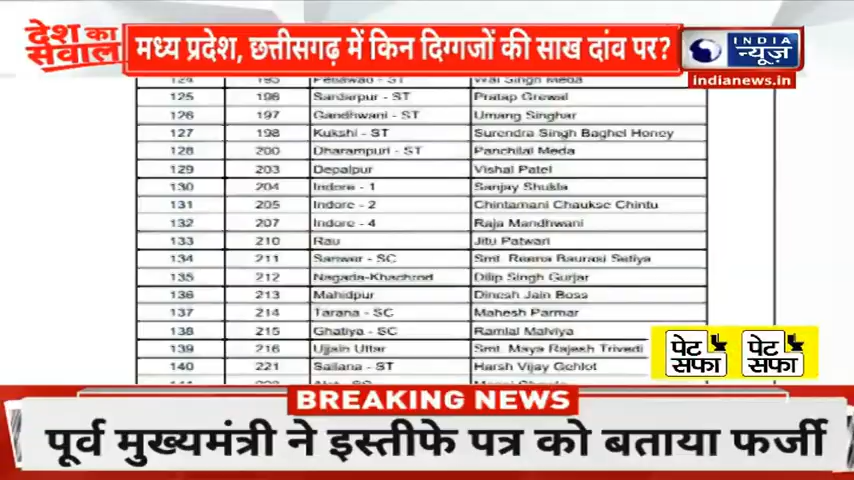 देश का
सवाल
मध्य प्रदेश, छत्तीसगढ़ में किन दिग्गजों की साख दांव पर?
INDIA
न्यूज़
indianews.in
124 195 Petlawad - ST Wal Singh Meda
125 196 Sardarpur - ST Pratap Grewal
126 197 Gandhwani - ST Umang Singhar
127 198 Kukshi - ST Surendra Singh Baghel Honey
128 200 Dharampuri - ST Panchilal Meda
129 203 Depalpur Vishal Patel
130 204 Indore - 1 Sanjay Shukla
131 205 Indore - 2 Chintamani Chaukse Chintu
132 207 Indore - 4 Raja Mandhwani
133 210 Rau Jitu Patwari
134 211 Sanwer - SC Smt. Reena Baurasi Setiya
135 212 Nagada-Khachrod Dilip Singh Gurjar
136 213 Mahidpur Dinesh Jain Boss
137 214 Tarana - SC Mahesh Parmar
138 215 Ghatiya - SC Ramlal Malviya
139 216 Ujjain Uttar Smt. Maya Rajesh Trivedi
140 221 Sailana - ST Harsh Vijay Gehlot
पेट सफा पेट सफा
BREAKING NEWS
पूर्व मुख्यमंत्री ने इस्तीफे पत्र को बताया फर्जी